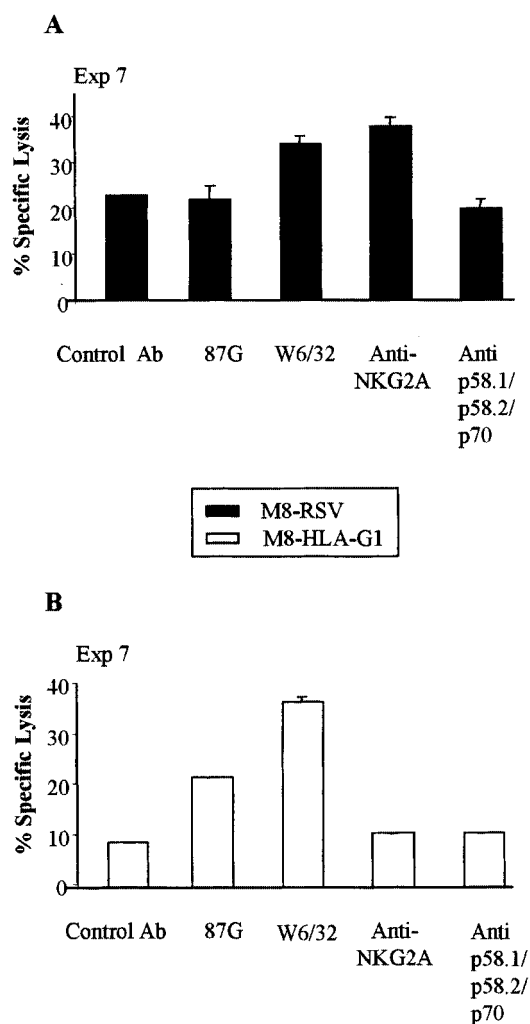 A
Exp 7
% Specific Lysis
40
30
20
10
0
Control Ab
87G
W6/32
Anti-
NKG2A
Anti
p58.1/
p58.2/
p70
M8-RSV
M8-HLA-G1
B
Exp 7
% Specific Lysis
40
30
20
10
0
Control Ab
87G
W6/32
Anti-
NKG2A
Anti
p58.1/
p58.2/
p70